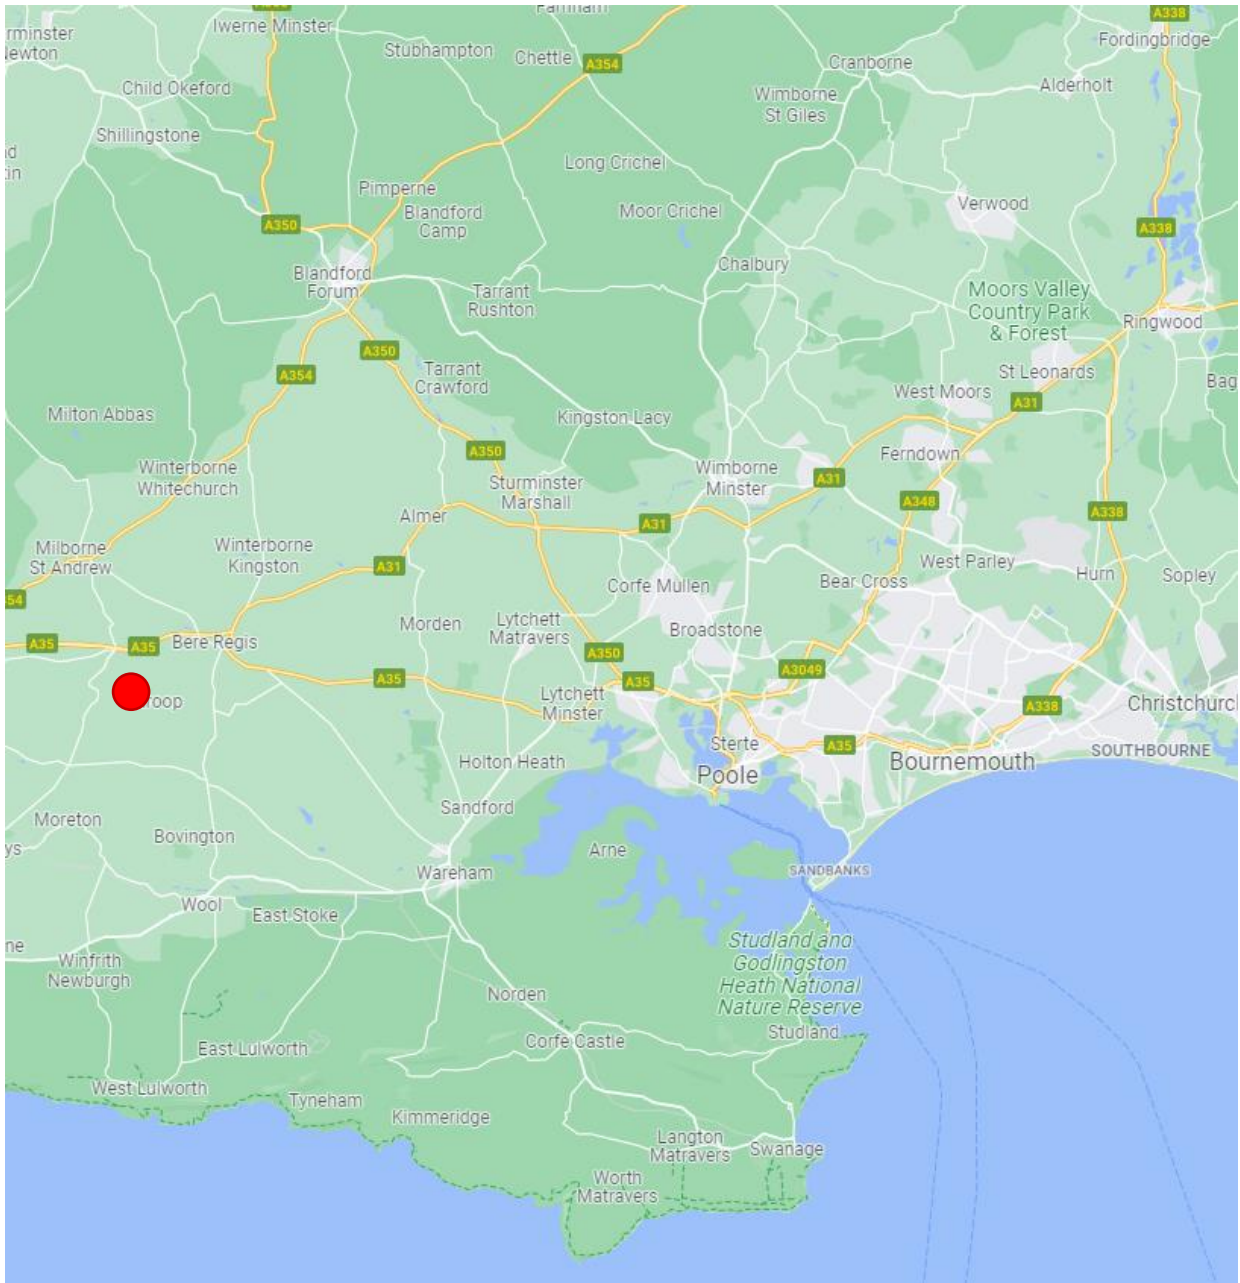 A338
Farnham
Iwerne Minster
Fordingbridge
Stubhampton
Chettle
A354
Cranborne
Child Okeford
Alderholt
Wimborne
St Giles
Shillingstone
Long Crichel
Pimperne
Verwood
Blandford
Camp
Moor Crichel
A350
A338
Chalbury
Blandford
Forum
Tarrant
Rushton
Moors Valley
Country Park
& Forest
Ringwood
A350
A354
Tarrant
Crawford
St Leonards
West Moors
A31
Milton Abbas
Kingston Lacy
A350
Ferndown
Winterborne
Whitechurch
Wimborne
Minster
A31
Sturminster
Marshall
A348
Almer
A31
A338
Milborne
St Andrew
Winterborne
Kingston
A31
West Parley
Hurn
Sopley
Corfe Mullen
Bear Cross
Morden
Lytchett
Matravers
Broadstone
A35
A35
Bere Regis
A350
A3049
A35
A35
Lytchett
Minster
A338
Christchurch
Sterte
A35
SOUTHBOURNE
Holton Heath
Poole
Bournemouth
Sandford
Moreton
Bovington
Arne
Wareham
SANDBANKS
Wool
East Stoke
Winfrith
Newburgh
Studland and
Godlingston
Heath National
Nature Reserve
Norden
Studland
Corfe Castle
East Lulworth
West Lulworth
Tyneham
Kimmeridge
Langton
Matravers
Swanage
Worth
Matravers